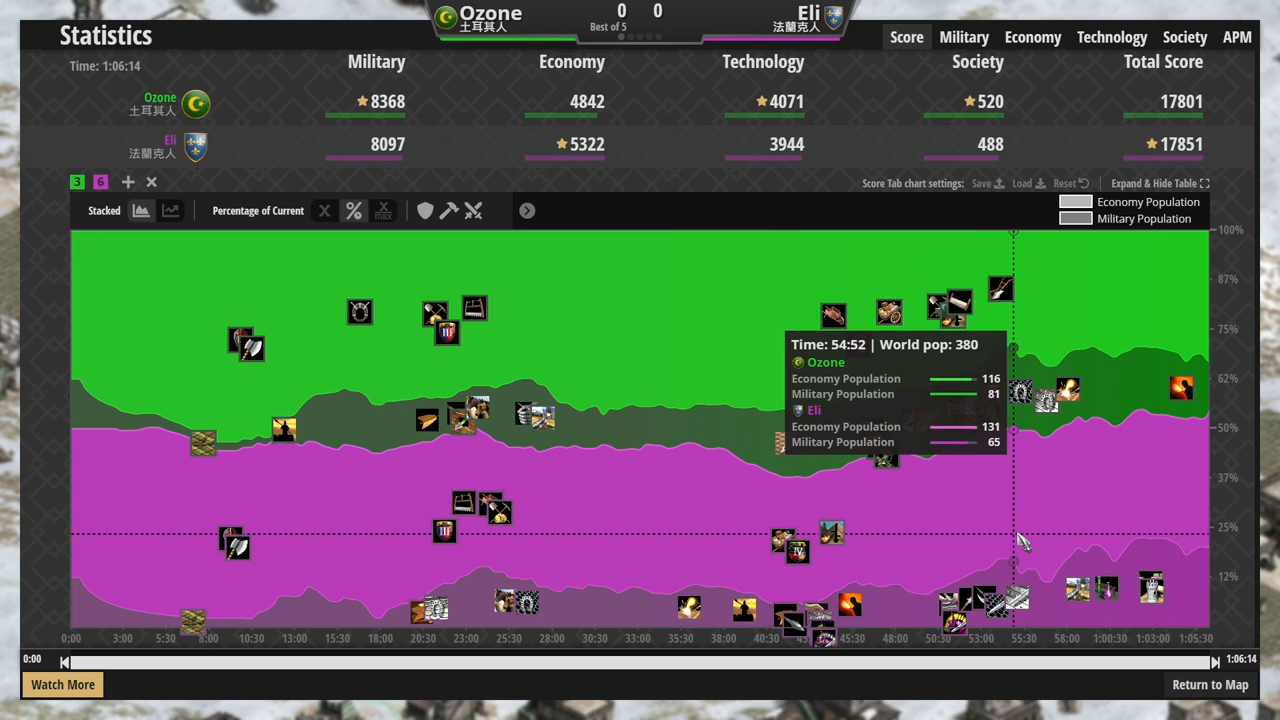 Ozone
土耳其人
0 0
Best of 5
Eli
法蘭克人
Statistics
Score Military Economy Technology Society APM
Time: 1:06:14
Military Economy Technology Society Total Score
Ozone
土耳其人
8368 4842 4071 520 17801
Eli
法蘭克人
8097 5322 3944 488 17851
3 6
Score Tab chart settings: Save Load Reset Expand & Hide Table
Stacked Percentage of Current X % X max
Economy Population
Military Population
100%
87%
75%
62%
50%
37%
25%
12%
Time: 54:52 | World pop: 380
Ozone
Economy Population 116
Military Population 81
Eli
Economy Population 131
Military Population 65
III
III
IV
0:00 3:00 5:30 8:00 10:30 13:00 15:30 18:00 20:30 23:00 25:30 28:00 30:30 33:00 35:30 38:00 40:30 45:30 48:00 50:30 53:00 55:30 58:00 1:00:30 1:03:00 1:05:30
0:00 1:06:14
Watch More Return to Map